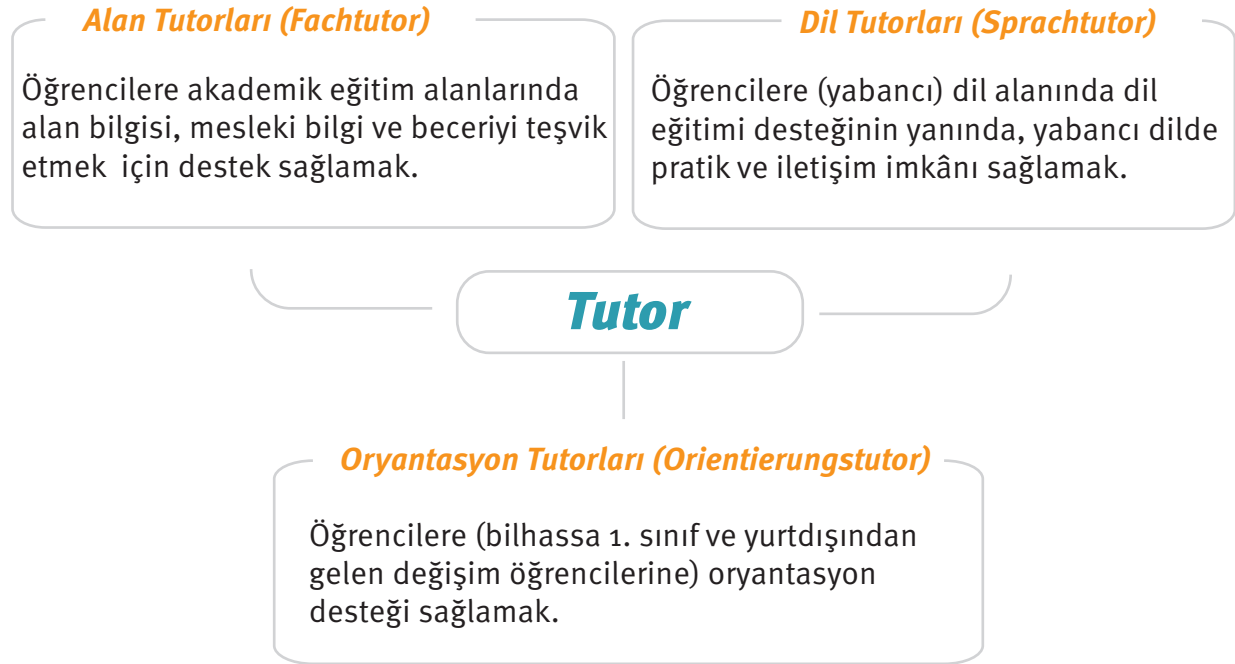 Alan Tutorları (Fachtutor)
Öğrencilere akademik eğitim alanlarında
alan bilgisi, mesleki bilgi ve beceriyi teşvik
etmek için destek sağlamak.
Dil Tutorları (Sprachtutor)
Öğrencilere (yabancı) dil alanında dil
eğitimi desteğinin yanında, yabancı dilde
pratik ve iletişim imkânı sağlamak.
Tutor
Oryantasyon Tutorları (Orientierungstutor)
Öğrencilere (bilhassa 1. sınıf ve yurtdışından
gelen değişim öğrencilerine) oryantasyon
desteği sağlamak.